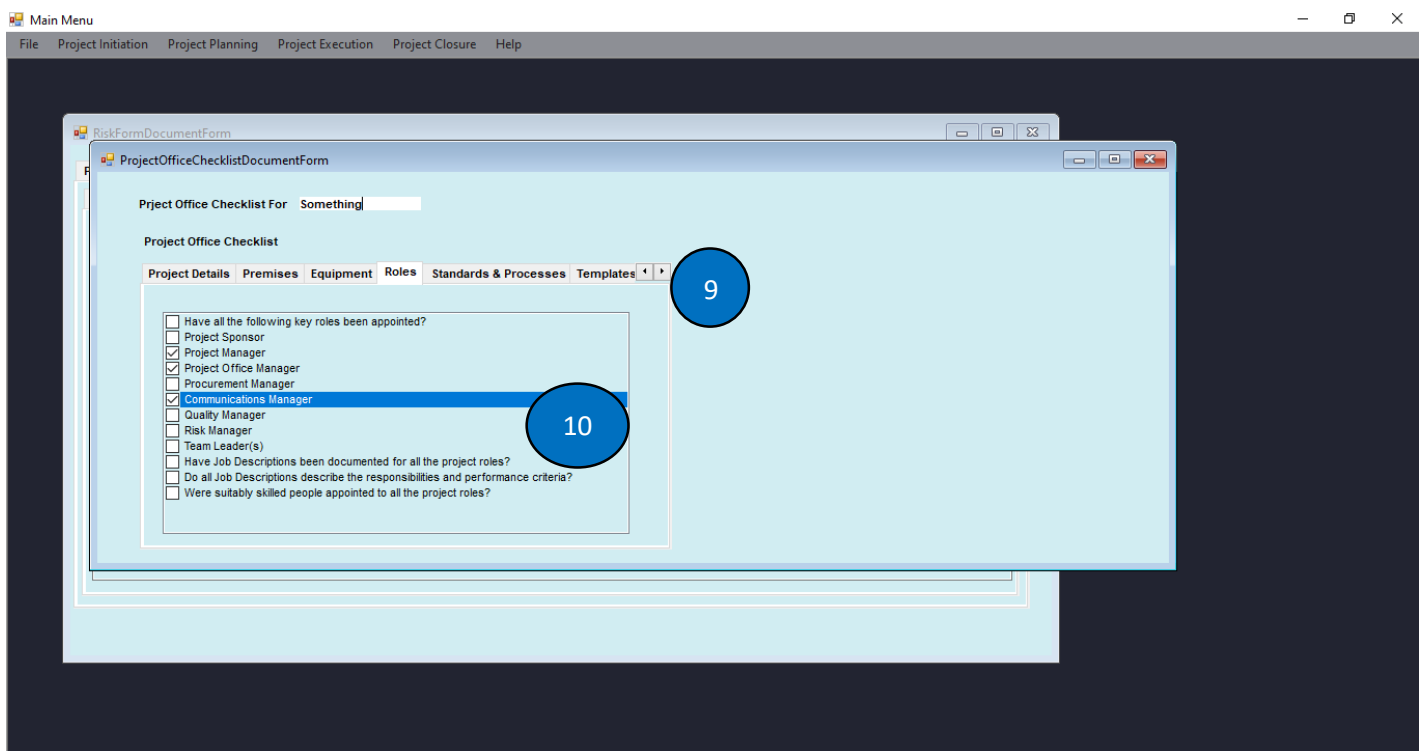 Main Menu
File Project Initiation Project Planning Project Execution Project Closure Help
RiskFormDocumentForm
ProjectOfficeChecklistDocumentForm
Prject Office Checklist For Something
Project Office Checklist
Project Details Premises Equipment Roles Standards & Processes Templates
9
Have all the following key roles been appointed?
Project Sponsor
Project Manager
Project Office Manager
Procurement Manager
Communications Manager
Quality Manager
10
Risk Manager
Team Leader(s)
Have Job Descriptions been documented for all the project roles?
Do all Job Descriptions describe the responsibilities and performance criteria?
Were suitably skilled people appointed to all the project roles?